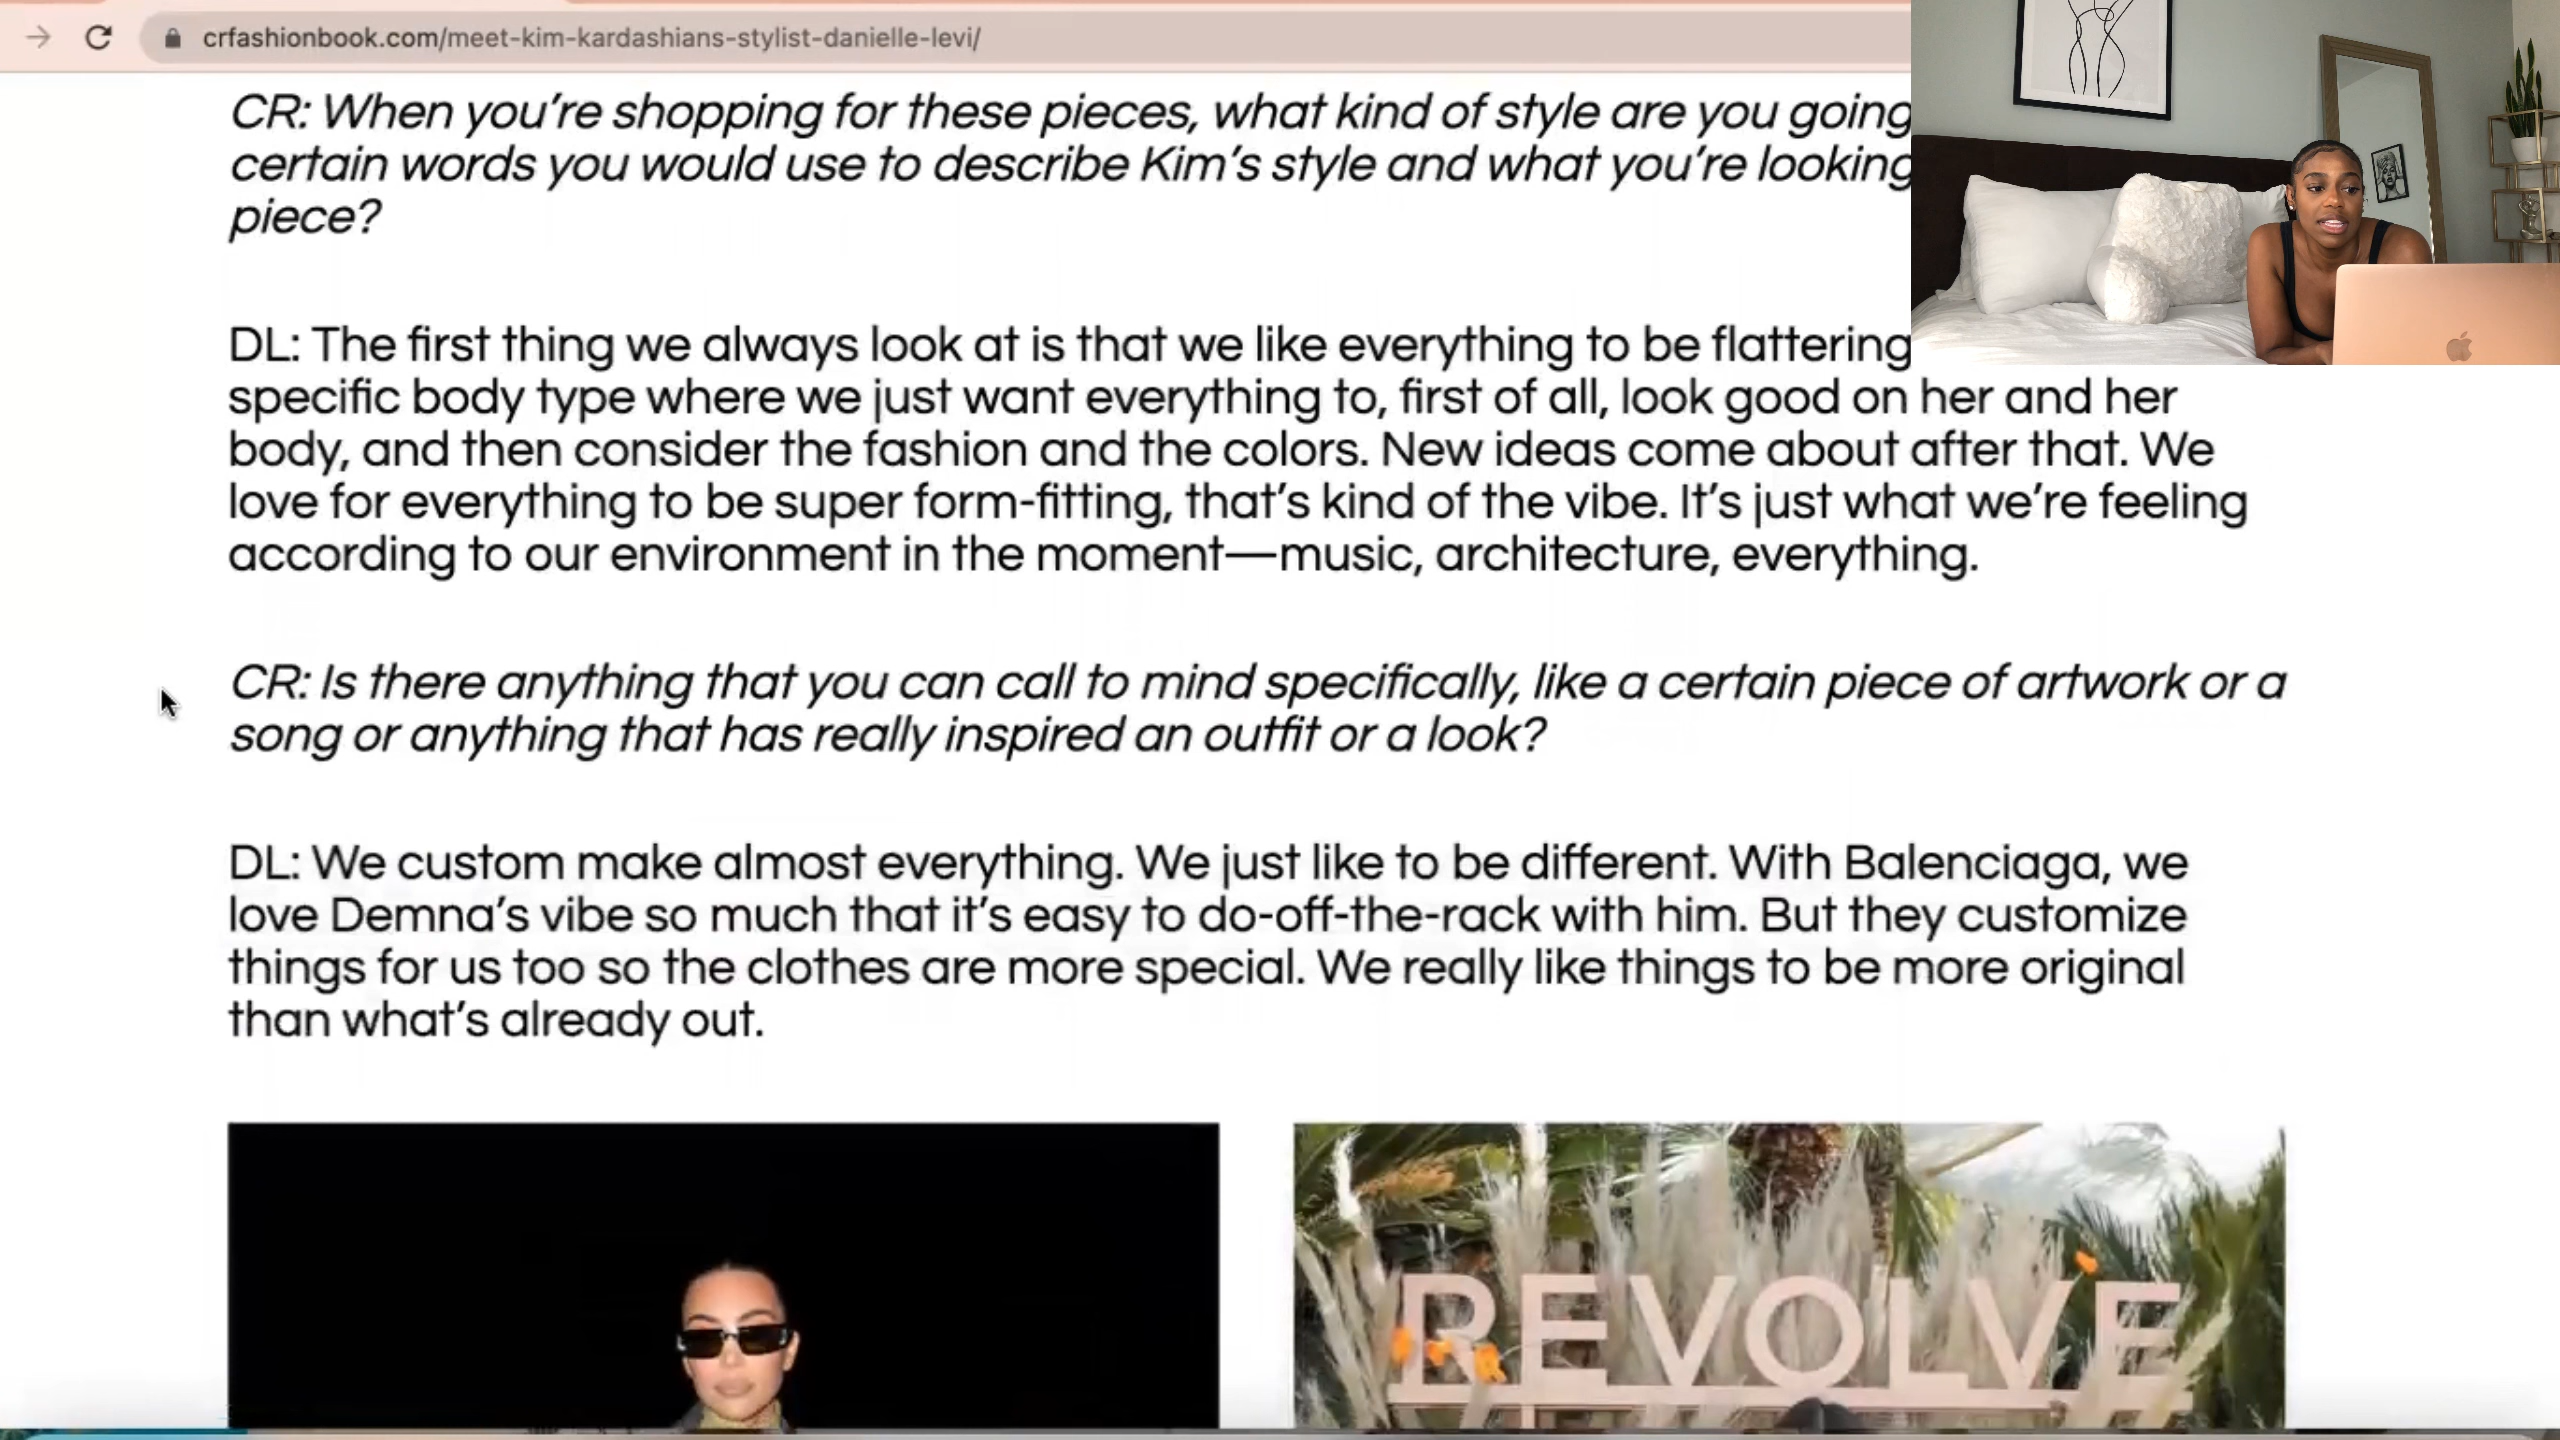 crfashionbook.com/meet-kim-kardashians-stylist-danielle-levi/
CR: When you’re shopping for these pieces, what kind of style are you going
certain words you would use to describe Kim’s style and what you’re looking
piece?
DL: The first thing we always look at is that we like everything to be flattering
specific body type where we just want everything to, first of all, look good on her and her
body, and then consider the fashion and the colors. New ideas come about after that. We
love for everything to be super form-fitting, that’s kind of the vibe. It’s just what we’re feeling
according to our environment in the moment—music, architecture, everything.
CR: Is there anything that you can call to mind specifically, like a certain piece of artwork or a
song or anything that has really inspired an outfit or a look?
DL: We custom make almost everything. We just like to be different. With Balenciaga, we
love Demna’s vibe so much that it’s easy to do-off-the-rack with him. But they customize
things for us too so the clothes are more special. We really like things to be more original
than what’s already out.
REVOLVE